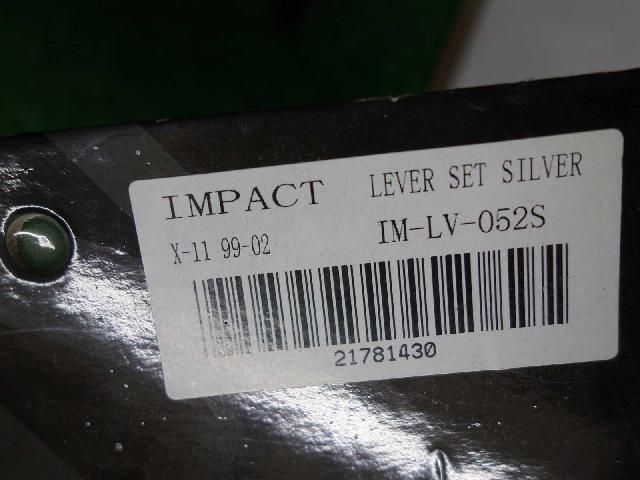 IMPACT LEVER SET SILVER
X-11 99-02 IM-LV-052S
21781430